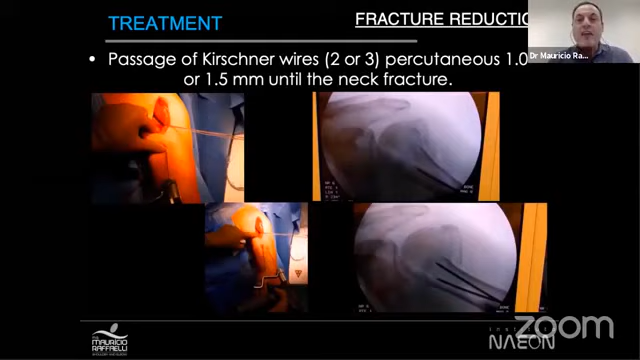 TREATMENT
FRACTURE REDUCTIO
• Passage of Kirschner wires (2 or 3) percutaneous 1.0
or 1.5 mm until the neck fracture.
Dr Mauricio Ra...
MAURÍCIO
RAFFAELLI
NAEON
zoom